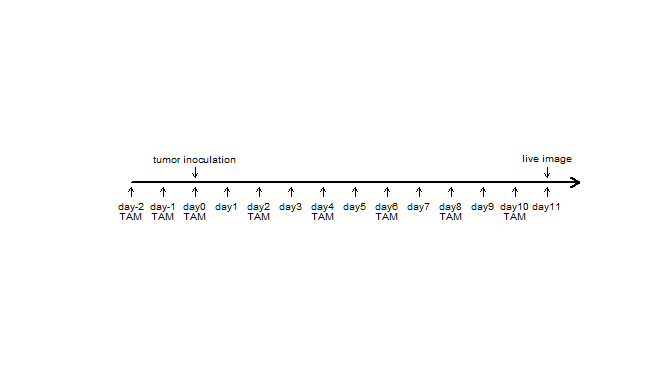 tumor inoculation live image
day-2 day-1 day0 day1 day2 day3 day4 day5 day6 day7 day8 day9 day10 day11
TAM TAM TAM TAM TAM TAM TAM TAM